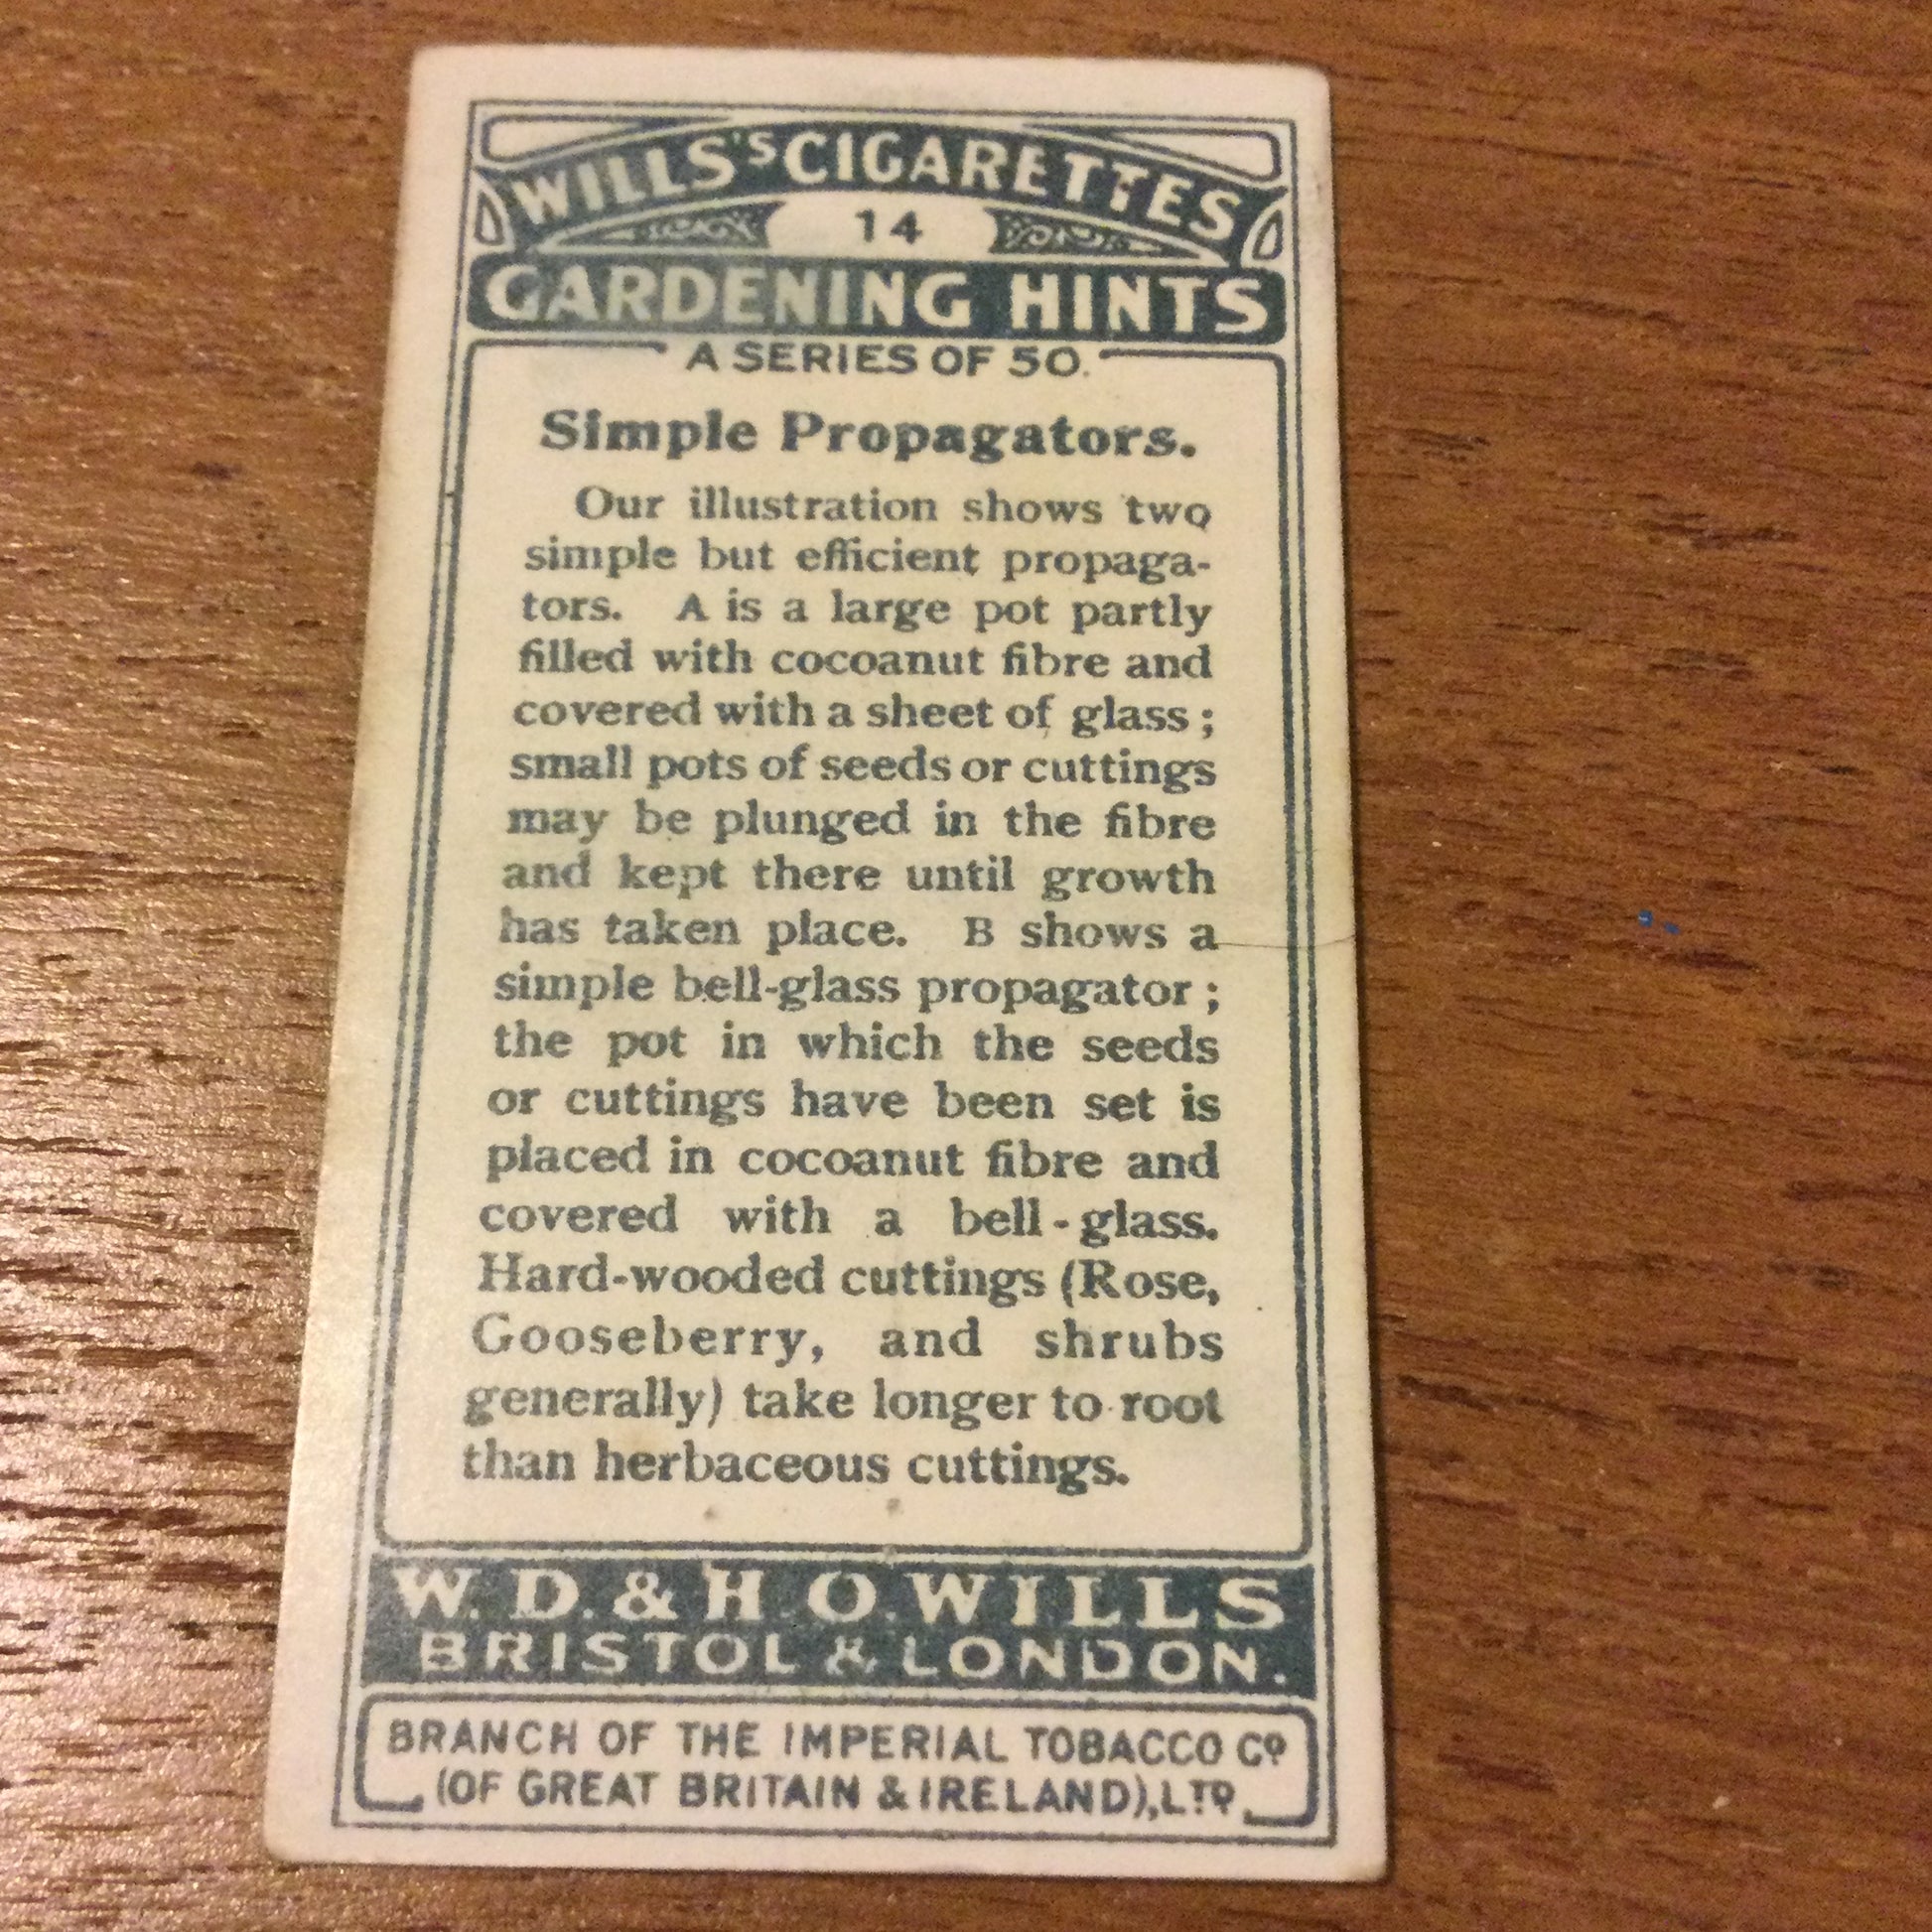 WILLS'S CIGARETTES
14
GARDENING HINTS
A SERIES OF 50.
Simple Propagators.
Our illustration shows two
simple but efficient propaga-
tors. A is a large pot partly
filled with cocoanut fibre and
covered with a sheet of glass ;
small pots of seeds or cuttings
may be plunged in the fibre
and kept there until growth
has taken place. B shows a
simple bell-glass propagator ;
the pot in which the seeds
or cuttings have been set is
placed in cocoanut fibre and
covered with a bell-glass.
Hard-wooded cuttings (Rose,
Gooseberry, and shrubs
generally) take longer to root
than herbaceous cuttings.
W. D. & H. O. WILLS
BRISTOL & LONDON.
BRANCH OF THE IMPERIAL TOBACCO CO
(OF GREAT BRITAIN & IRELAND), LTD